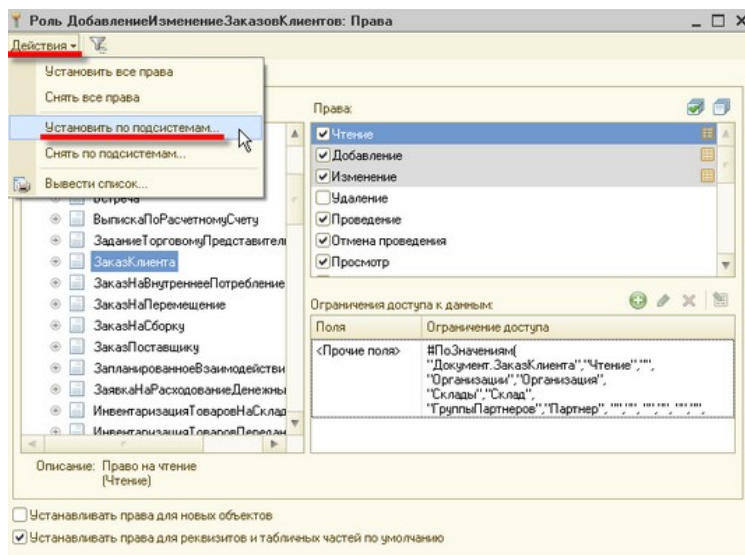 Роль ДобавлениеИзменениеЗаказовКлиентов: Права
Действия
Установить все права
Снять все права
Установить по подсистемам...
Снять по подсистемам...
Вывести список...
Встреча
ВыпискаПоРасчетномуСчету
ЗаданиеТорговомуПредставител
ЗаказКлиента
ЗаказНаВнутреннееПотребление
ЗаказНаПеремещение
ЗаказНаСборку
ЗаказПоставщику
ЗапланированноеВзаимодействи
ЗаявкаНаРасходованиеДенежны
ИнвентаризацияТоваровНаСклад
ИнвентаризацияТоваровПередан
Права:
Чтение
Добавление
Изменение
Удаление
Проведение
Отмена проведения
Просмотр
Ограничения доступа к данным:
Поля Ограничение доступа
<Прочие поля> #ПоЗначениям(
"Документ.ЗаказКлиента","Чтение","",
"Организации","Организация",
"Склады","Склад",
"ГруппыПартнеров","Партнер", "","", "","", "","", "","",
Описание: Право на чтение
(Чтение)
Устанавливать права для новых объектов
Устанавливать права для реквизитов и табличных частей по умолчанию